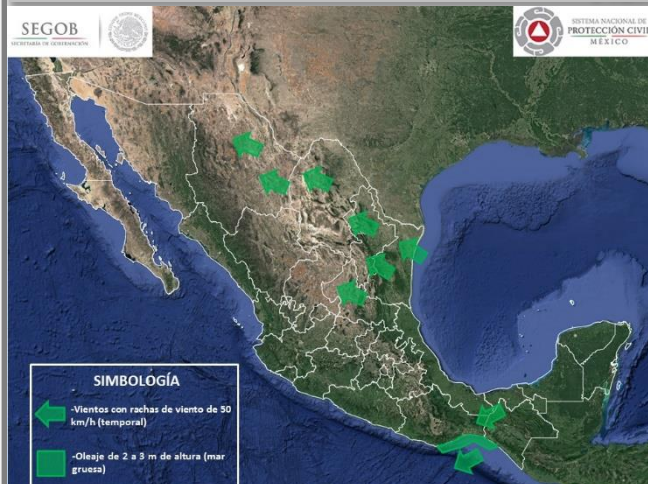 SEGOB
SECRETARÍA DE GOBERNACIÓN
SISTEMA NACIONAL DE
PROTECCIÓN CIVIL
MÉXICO
SIMBOLOGÍA
-Vientos con rachas de viento de 50
km/h (temporal)
-Oleaje de 2 a 3 m de altura (mar
gruesa)